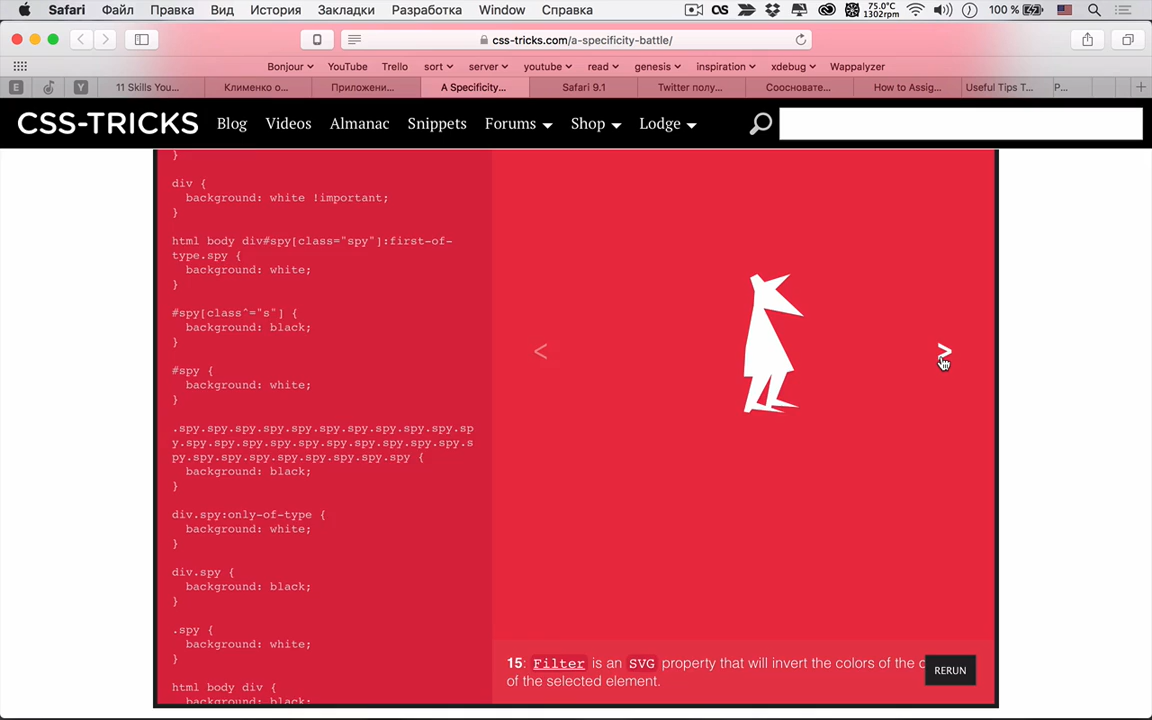 Safari Файл Правка Вид История Закладки Разработка Window Справка 75.0°C 1302rpm 100 %
css-tricks.com/a-specificity-battle/
Bonjour YouTube Trello sort server youtube read genesis inspiration xdebug Wappalyzer
E Y 11 Skills You... Клименко о... Приложени... A Specificity... Safari 9.1 Twitter полу... Сооснователе... How to Assig... Useful Tips T... P...
CSS-TRICKS Blog Videos Almanac Snippets Forums Shop Lodge
}
div {
background: white !important;
}
html body div#spy[class="spy"]:first-of-
type.spy {
background: white;
}
#spy[class^="s"] {
background: black;
}
#spy {
background: white;
}
.spy.spy.spy.spy.spy.spy.spy.spy.spy.spy.sp
y.spy.spy.spy.spy.spy.spy.spy.spy.spy.spy.s
py.spy.spy.spy.spy.spy.spy.spy.spy {
background: black;
}
div.spy:only-of-type {
background: white;
}
div.spy {
background: black;
}
.spy {
background: white;
}
html body div {
background: black;
< >
15: Filter is an SVG property that will invert the colors of the
of the selected element.
RERUN